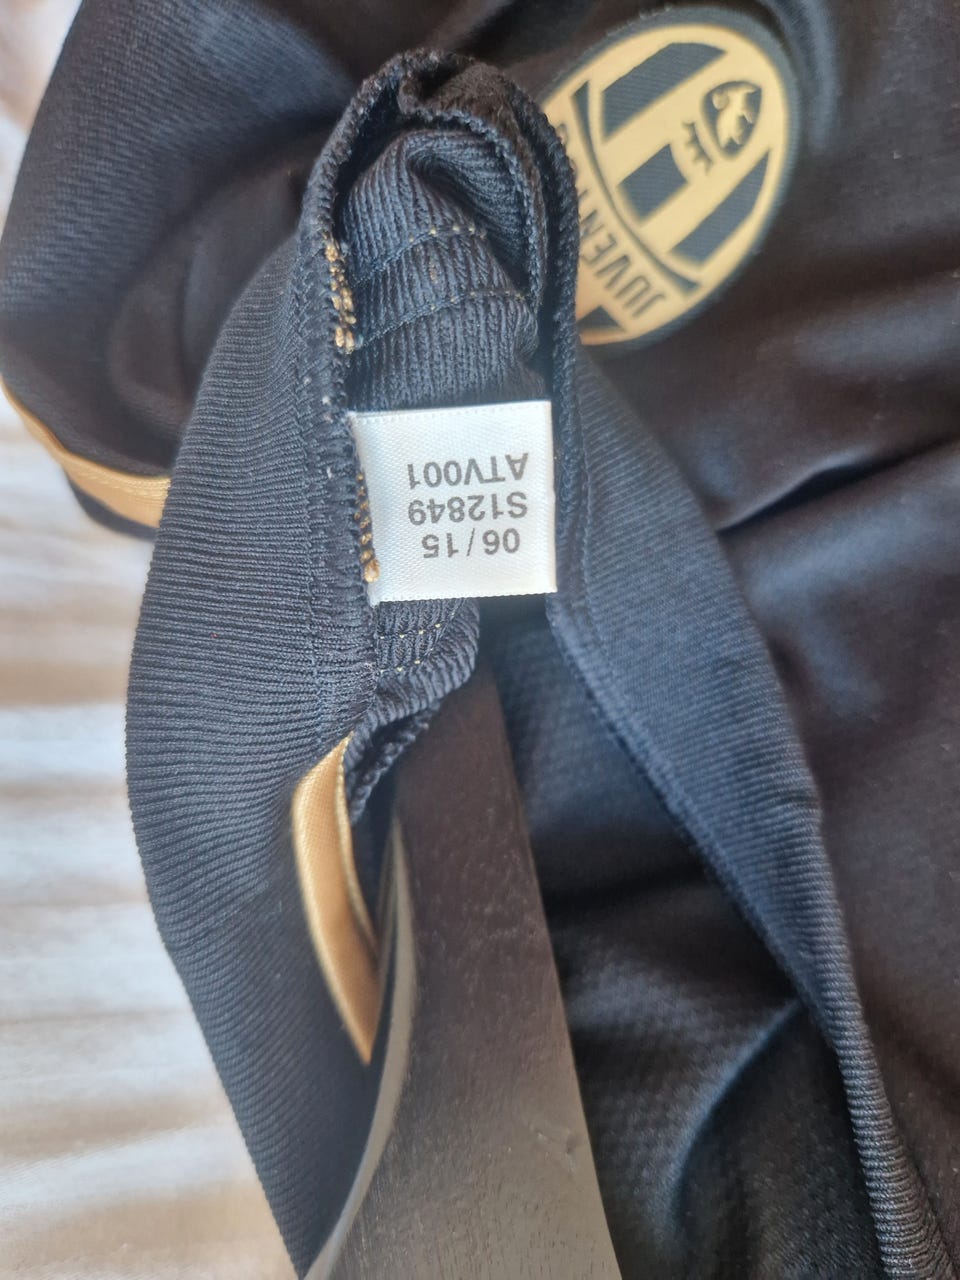 JUVENTUS
06/15
S12849
ATV001